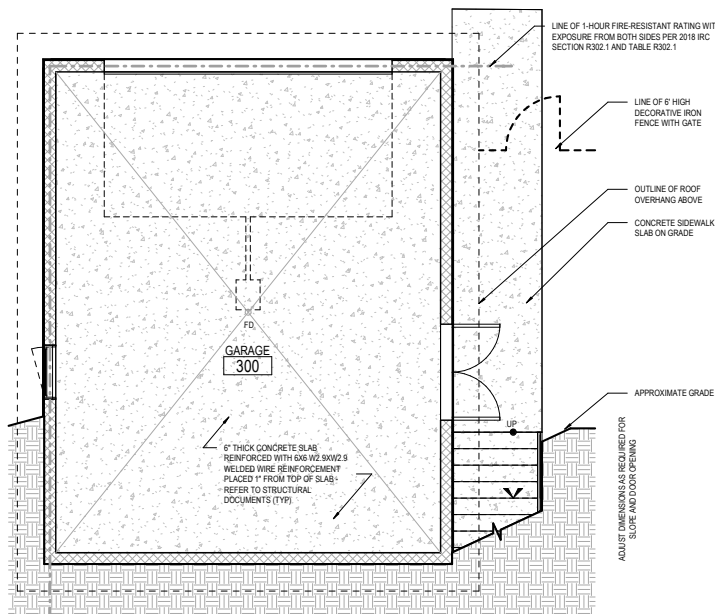 LINE OF 1-HOUR FIRE-RESISTANT RATING WIT
EXPOSURE FROM BOTH SIDES PER 2018 IRC
SECTION R302.1 AND TABLE R302.1
LINE OF 6' HIGH
DECORATIVE IRON
FENCE WITH GATE
OUTLINE OF ROOF
OVERHANG ABOVE
CONCRETE SIDEWALK
SLAB ON GRADE
FD
GARAGE
300
APPROXIMATE GRADE
UP
6" THICK CONCRETE SLAB
REINFORCED WITH 6X6 W2.9XW2.9
WELDED WIRE REINFORCEMENT
PLACED 1" FROM TOP OF SLAB -
REFER TO STRUCTURAL
DOCUMENTS (TYP)
ADJUST DIMENSIONS AS REQUIRED FOR
SLOPE AND DOOR OPENING